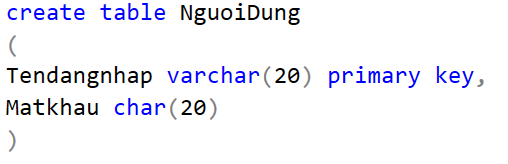 create table NguoiDung
(
Tendangnhap varchar(20) primary key,
Matkhau char(20)
)